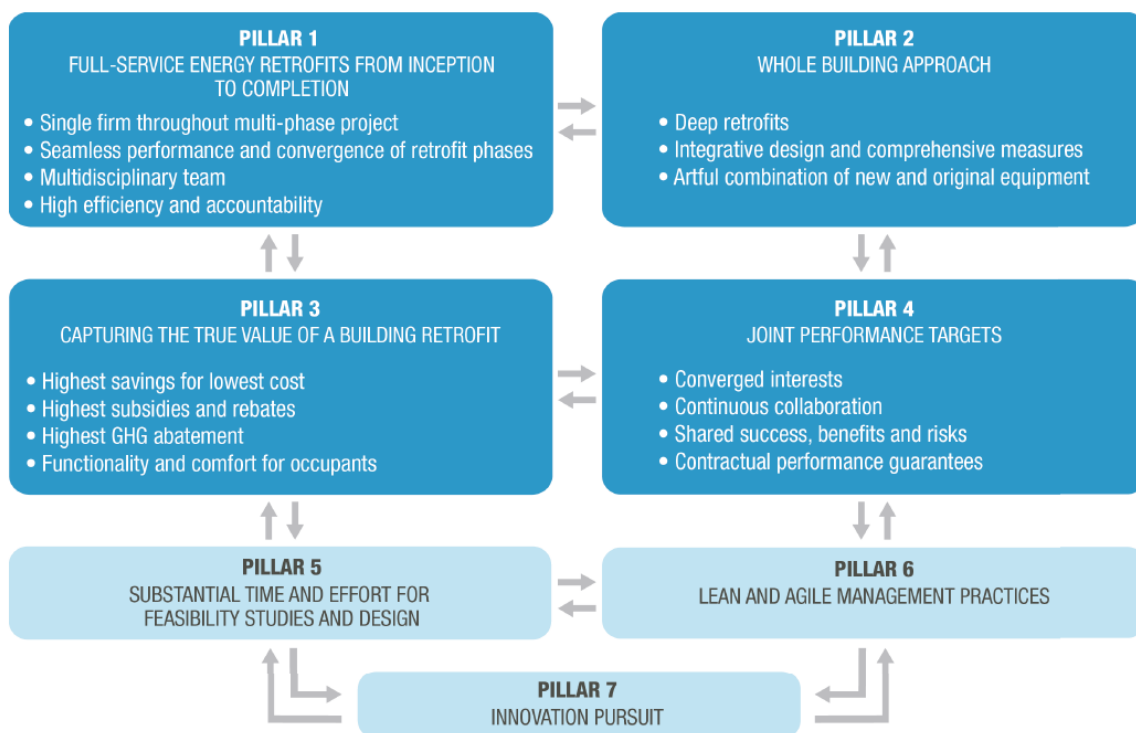 PILLAR 1
FULL-SERVICE ENERGY RETROFITS FROM INCEPTION
TO COMPLETION
• Single firm throughout multi-phase project
• Seamless performance and convergence of retrofit phases
• Multidisciplinary team
• High efficiency and accountability
PILLAR 2
WHOLE BUILDING APPROACH
• Deep retrofits
• Integrative design and comprehensive measures
• Artful combination of new and original equipment
PILLAR 3
CAPTURING THE TRUE VALUE OF A BUILDING RETROFIT
• Highest savings for lowest cost
• Highest subsidies and rebates
• Highest GHG abatement
• Functionality and comfort for occupants
PILLAR 4
JOINT PERFORMANCE TARGETS
• Converged interests
• Continuous collaboration
• Shared success, benefits and risks
• Contractual performance guarantees
PILLAR 5
SUBSTANTIAL TIME AND EFFORT FOR
FEASIBILITY STUDIES AND DESIGN
PILLAR 6
LEAN AND AGILE MANAGEMENT PRACTICES
PILLAR 7
INNOVATION PURSUIT